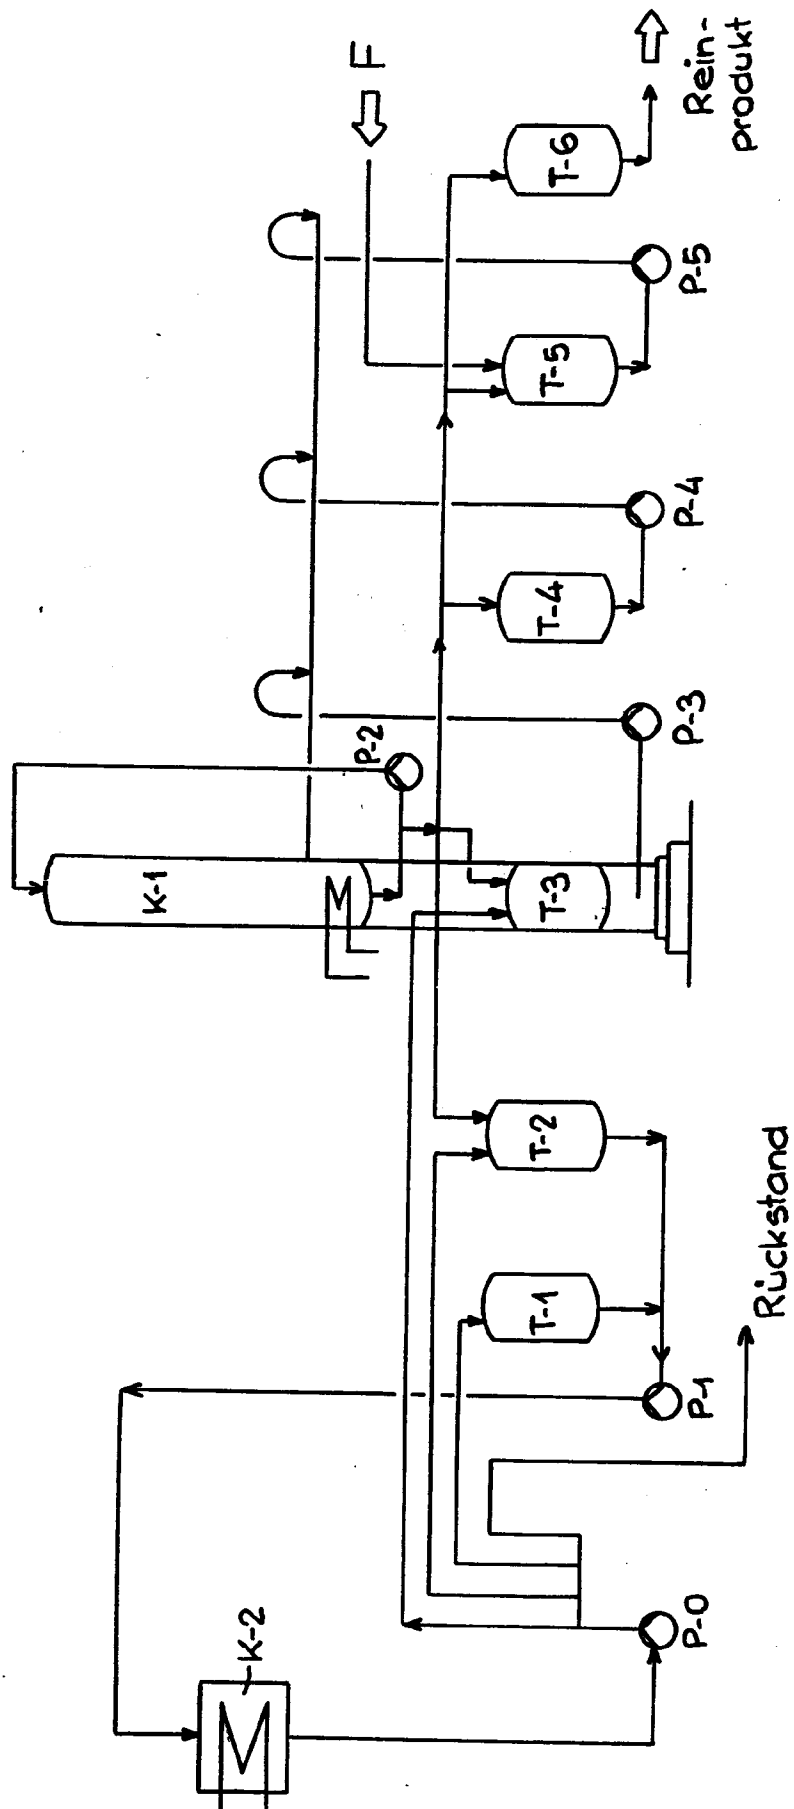 F
Rein-
produkt
T-6
P-5
T-5
P-4
T-4
P-3
P-2
K-1
T-3
T-2
T-1
Rückstand
P-1
K-2
P-0